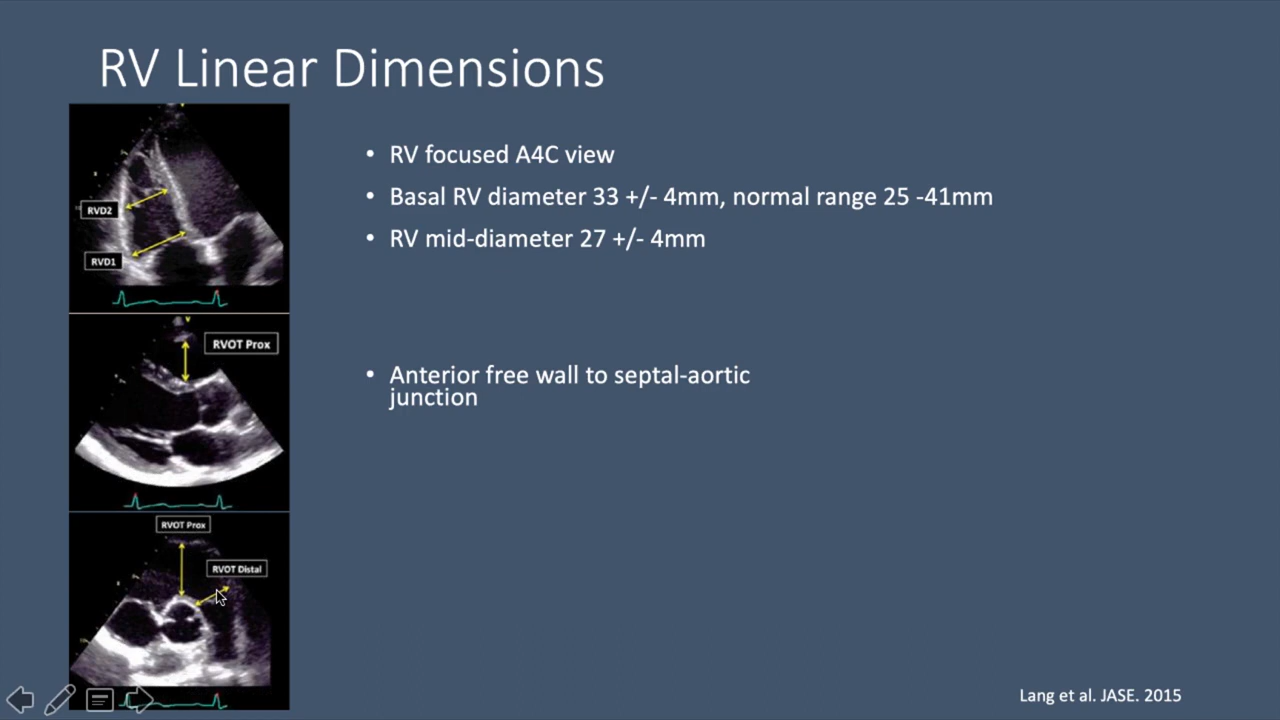 RV Linear Dimensions
RVD2
RVD1
RVOT Prox
RVOT Prox
RVOT Distal
• RV focused A4C view
• Basal RV diameter 33 +/- 4mm, normal range 25 -41mm
• RV mid-diameter 27 +/- 4mm
• Anterior free wall to septal-aortic
junction
Lang et al. JASE. 2015